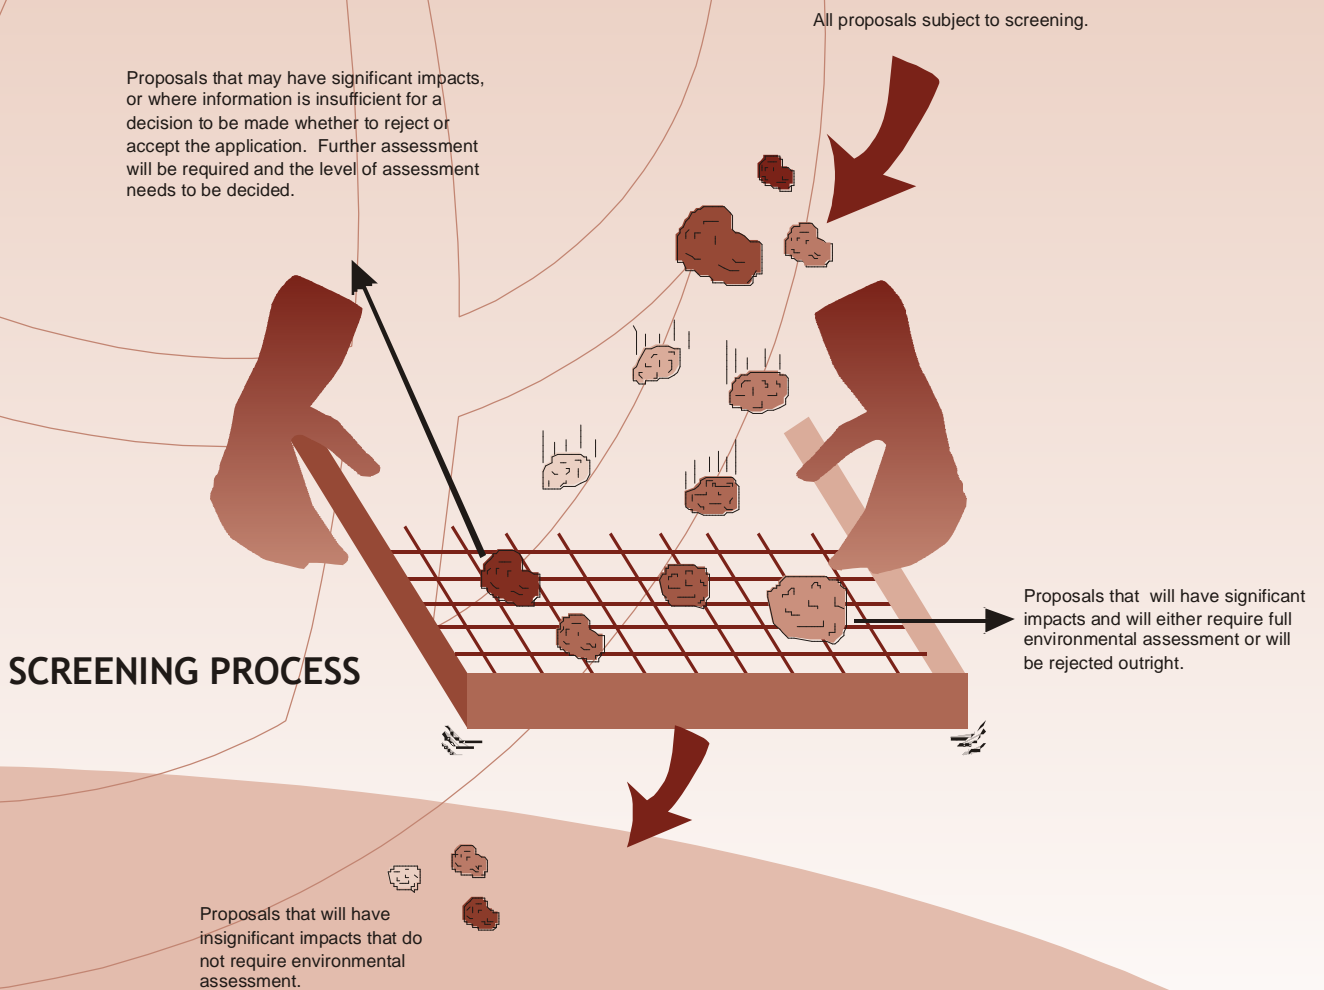 All proposals subject to screening.
Proposals that may have significant impacts,
or where information is insufficient for a
decision to be made whether to reject or
accept the application.  Further assessment
will be required and the level of assessment
needs to be decided.
Proposals that  will have significant
impacts and will either require full
environmental assessment or will
be rejected outright.
SCREENING PROCESS
Proposals that will have
insignificant impacts that do
not require environmental
assessment.